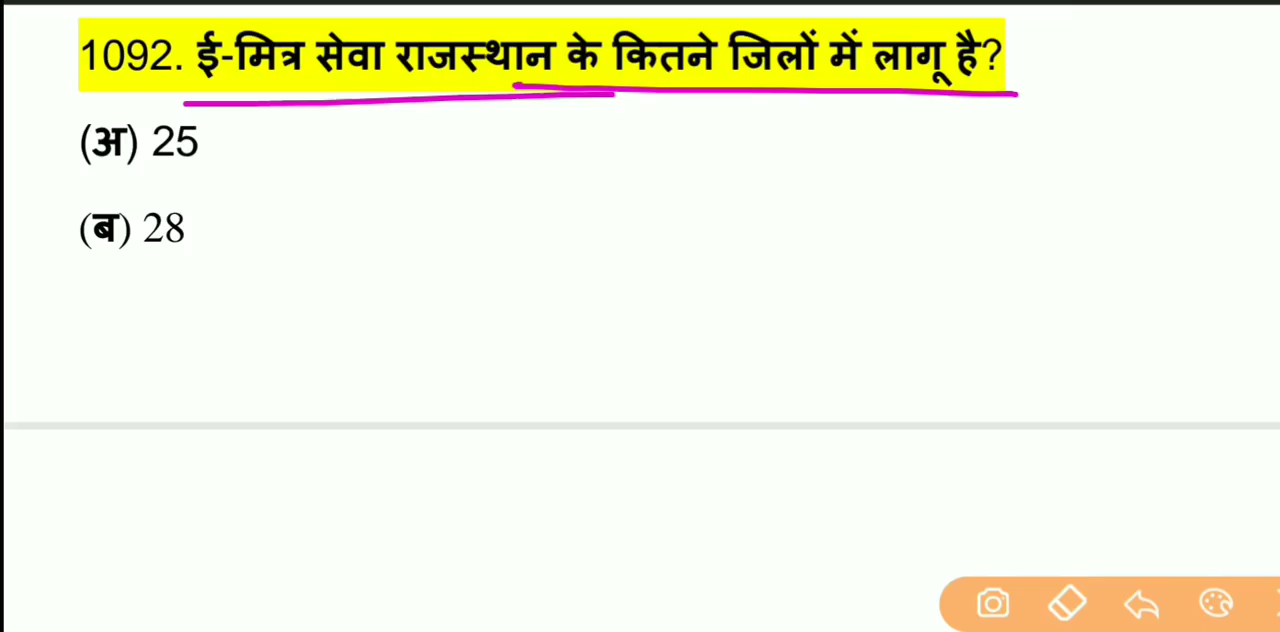 1092. ई-मित्र सेवा राजस्थान के कितने जिलों में लागू है?
(अ) 25
(ब) 28